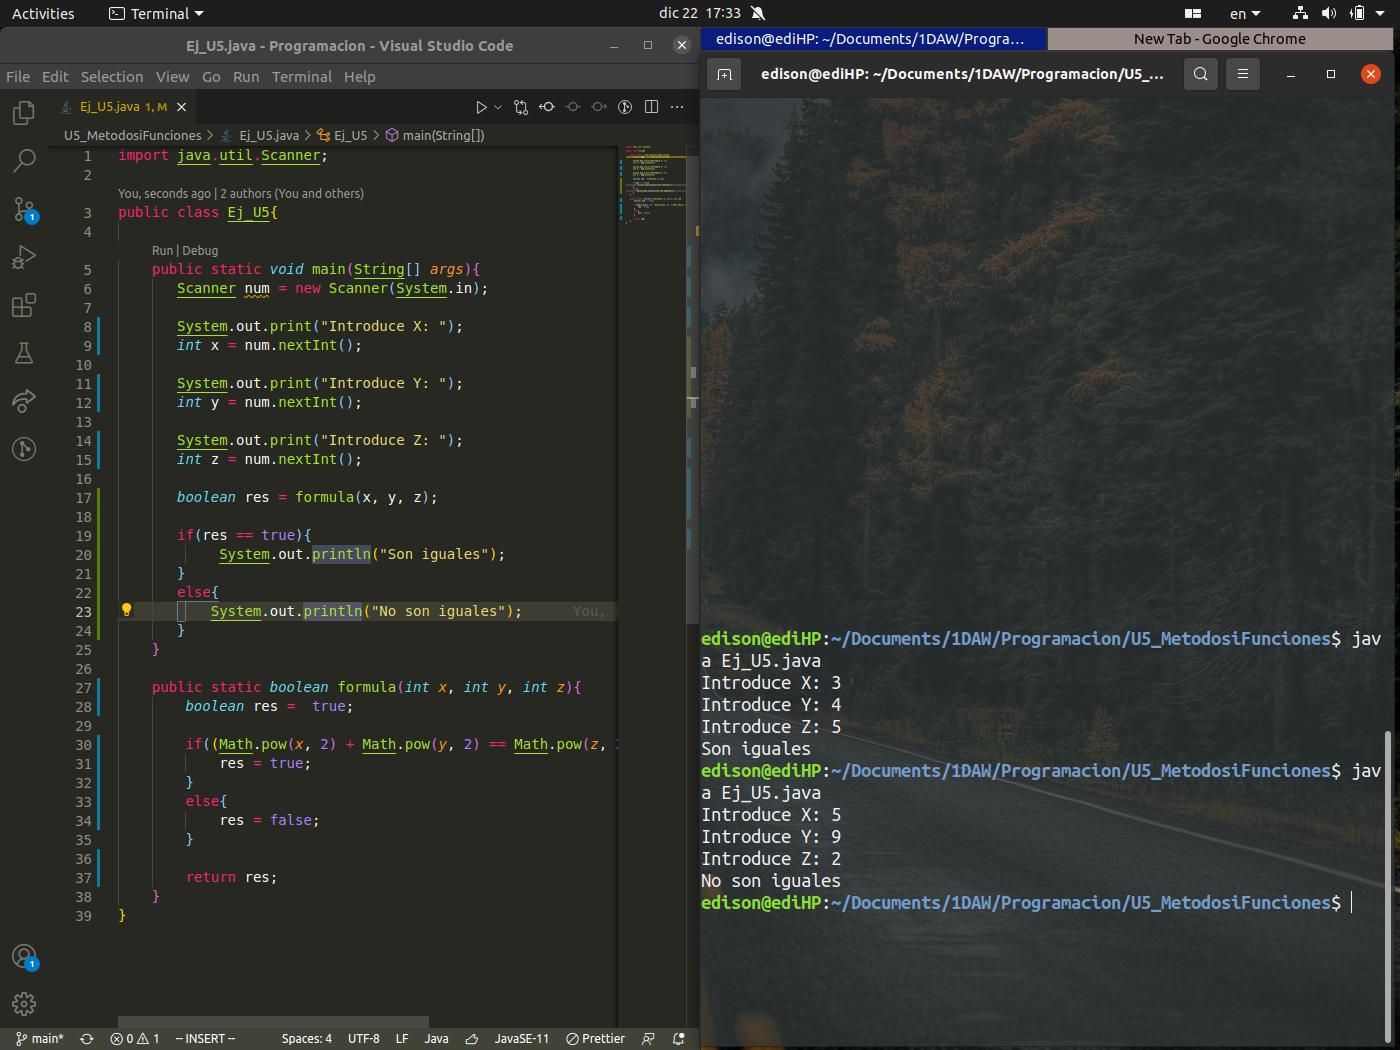 Activities
Terminal
dic 22 17:33
en
Ej_U5.java - Programacion - Visual Studio Code
File Edit Selection View Go Run Terminal Help
Ej_U5.java 1, M
U5_MetodosiFunciones > Ej_U5.java > Ej_U5 > main(String[])
1 import java.util.Scanner;
2
You, seconds ago | 2 authors (You and others)
3 public class Ej_U5{
4
Run | Debug
5 public static void main(String[] args){
6 Scanner num = new Scanner(System.in);
7
8 System.out.print("Introduce X: ");
9 int x = num.nextInt();
10
11 System.out.print("Introduce Y: ");
12 int y = num.nextInt();
13
14 System.out.print("Introduce Z: ");
15 int z = num.nextInt();
16
17 boolean res = formula(x, y, z);
18
19 if(res == true){
20 System.out.println("Son iguales");
21 }
22 else{
23 System.out.println("No son iguales"); You,
24 }
25 }
26
27 public static boolean formula(int x, int y, int z){
28 boolean res =  true;
29
30 if((Math.pow(x, 2) + Math.pow(y, 2) == Math.pow(z,
31 res = true;
32 }
33 else{
34 res = false;
35 }
36
37 return res;
38 }
39 }
1
1
main* 0 1 -- INSERT -- Spaces: 4 UTF-8 LF Java JavaSE-11 Prettier
edison@ediHP: ~/Documents/1DAW/Progra...
New Tab - Google Chrome
edison@ediHP: ~/Documents/1DAW/Programacion/U5_...
edison@ediHP:~/Documents/1DAW/Programacion/U5_MetodosiFunciones$ jav
a Ej_U5.java
Introduce X: 3
Introduce Y: 4
Introduce Z: 5
Son iguales
edison@ediHP:~/Documents/1DAW/Programacion/U5_MetodosiFunciones$ jav
a Ej_U5.java
Introduce X: 5
Introduce Y: 9
Introduce Z: 2
No son iguales
edison@ediHP:~/Documents/1DAW/Programacion/U5_MetodosiFunciones$